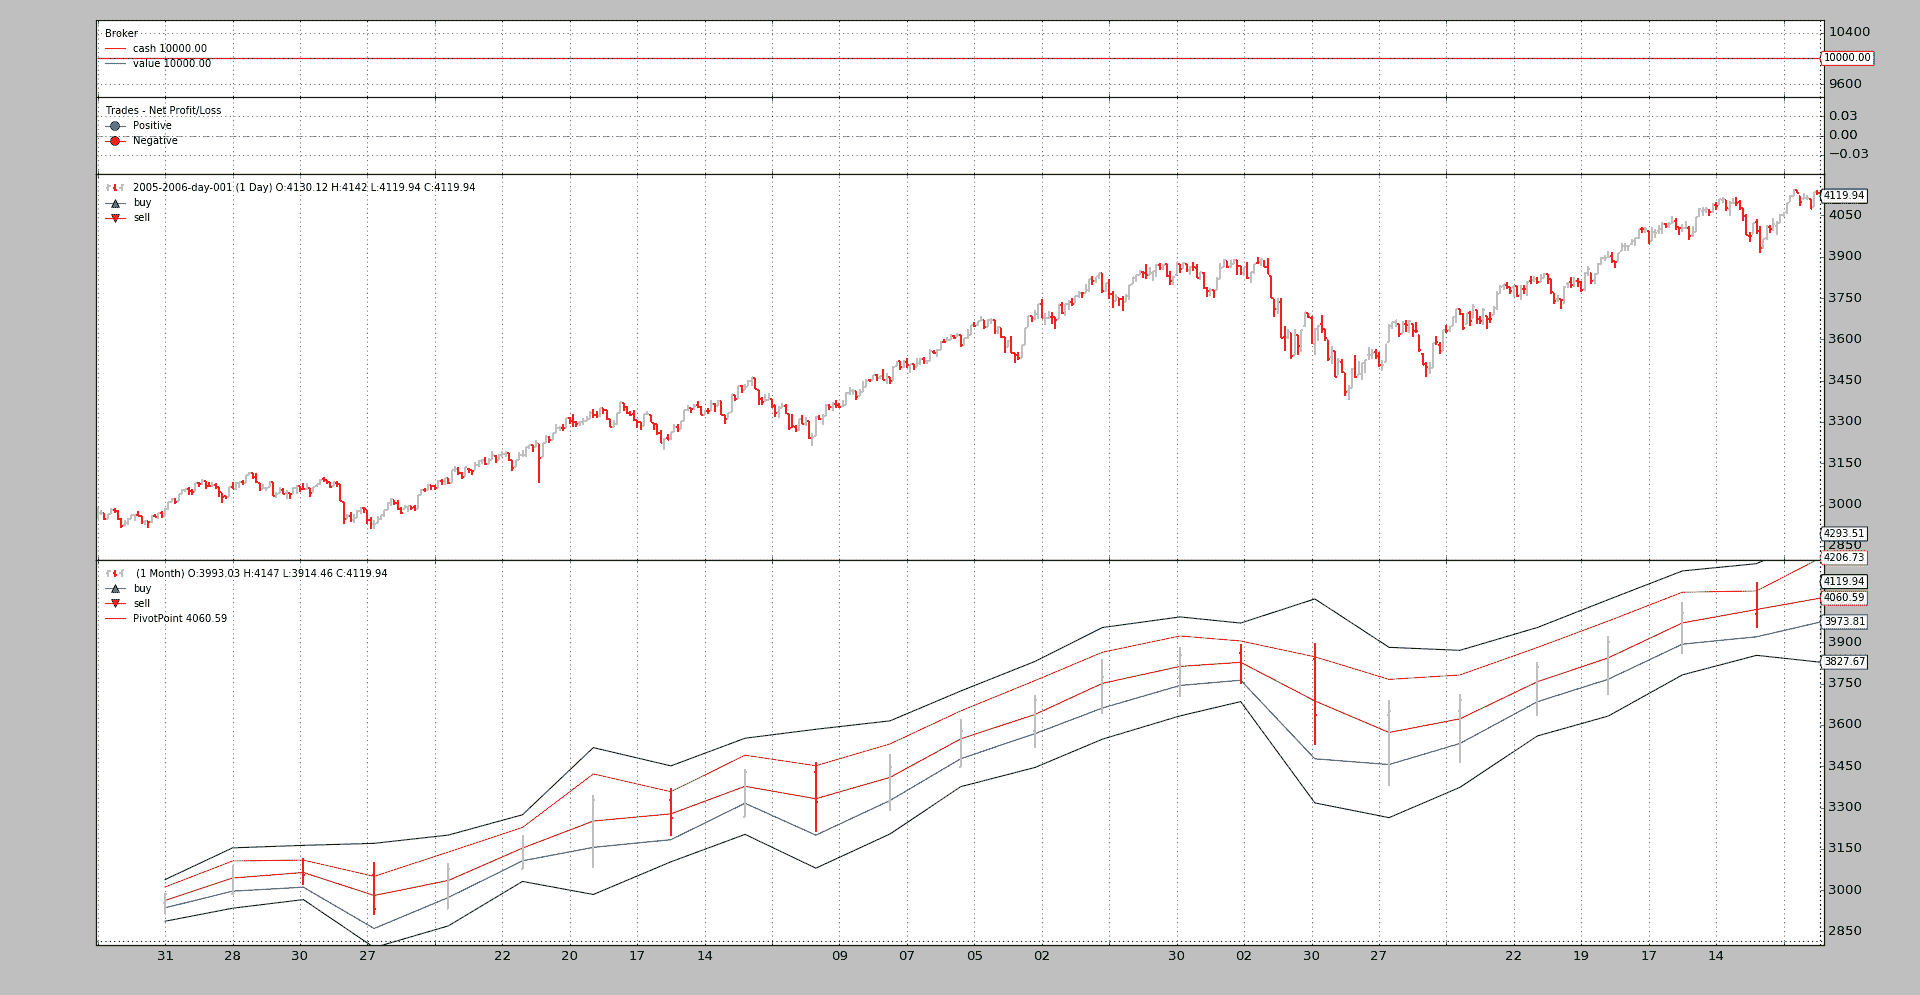 Broker
cash 10000.00
value 10000.00
10400
10000.00
9600
Trades - Net Profit/Loss
Positive
Negative
0.03
0.00
−0.03
2005-2006-day-001 (1 Day) O:4130.12 H:4142 L:4119.94 C:4119.94
buy
sell
4119.94
4050
3900
3750
3600
3450
3300
3150
3000
4293.51
2850
4206.73
(1 Month) O:3993.03 H:4147 L:3914.46 C:4119.94
buy
sell
PivotPoint 4060.59
4119.94
4060.59
3973.81
3900
3827.67
3750
3600
3450
3300
3150
3000
2850
31 28 30 27 22 20 17 14 09 07 05 02 30 02 30 27 22 19 17 14